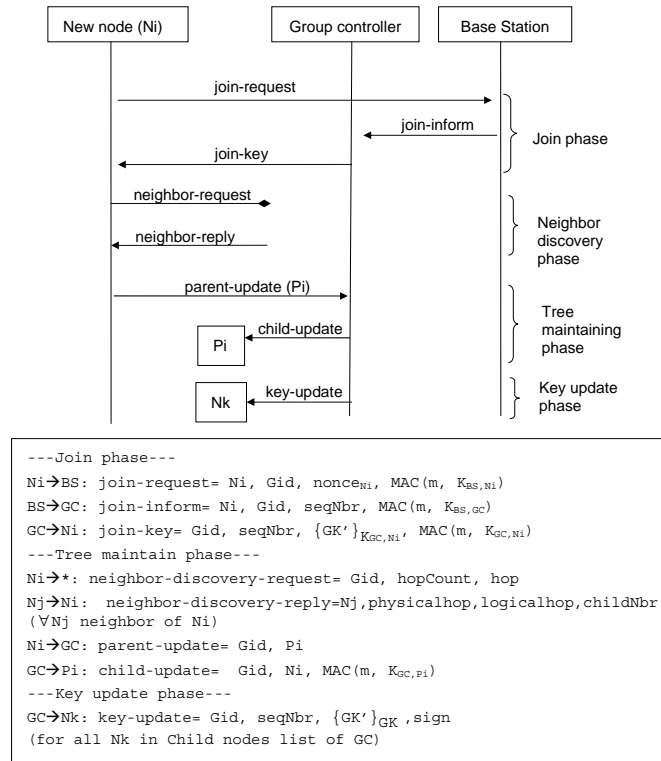 New node (Ni)
Group controller
Base Station
join-request
join-inform
Join phase
join-key
neighbor-request
Neighbor
discovery
phase
neighbor-reply
parent-update (Pi)
Tree
maintaining
phase
child-update
Pi
key-update
Nk
Key update
phase
---Join phase---
Ni→BS: join-request= Ni, Gid, nonceNi, MAC(m, KBS,Ni)
BS→GC: join-inform= Ni, Gid, seqNbr, MAC(m, KBS,GC)
GC→Ni: join-key= Gid, seqNbr, {GK’}KGC,Ni, MAC(m, KGC,Ni)
---Tree maintain phase---
Ni→*: neighbor-discovery-request= Gid, hopCount, hop
Nj→Ni: neighbor-discovery-reply=Nj,physicalhop,logicalhop,childNbr
(∀Nj neighbor of Ni)
Ni→GC: parent-update= Gid, Pi
GC→Pi: child-update= Gid, Ni, MAC(m, KGC,Pi)
---Key update phase---
GC→Nk: key-update= Gid, seqNbr, {GK’}GK ,sign
(for all Nk in Child nodes list of GC)